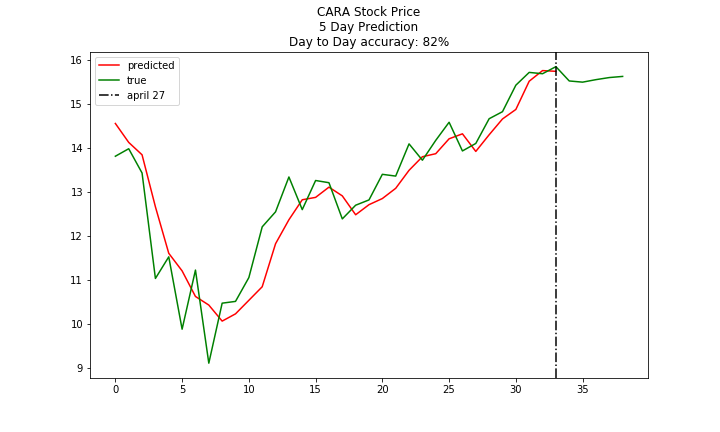 CARA Stock Price
5 Day Prediction
Day to Day accuracy: 82%
predicted
true
april 27
16
15
14
13
12
11
10
9
0 5 10 15 20 25 30 35